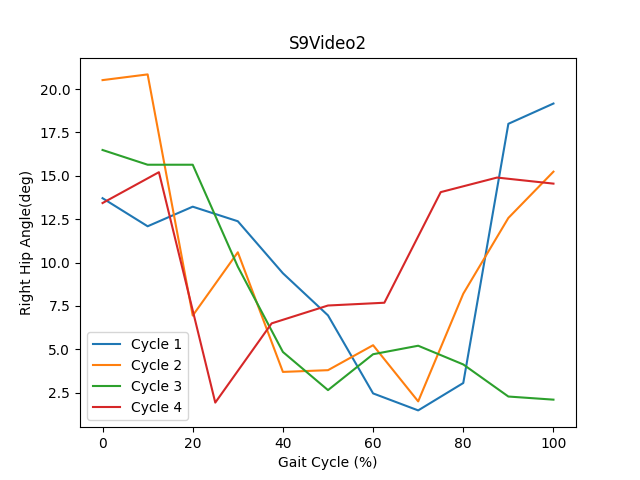 S9Video2
Right Hip Angle(deg)
20.0
17.5
15.0
12.5
10.0
7.5
5.0
2.5
Cycle 1
Cycle 2
Cycle 3
Cycle 4
0 20 40 60 80 100
Gait Cycle (%)